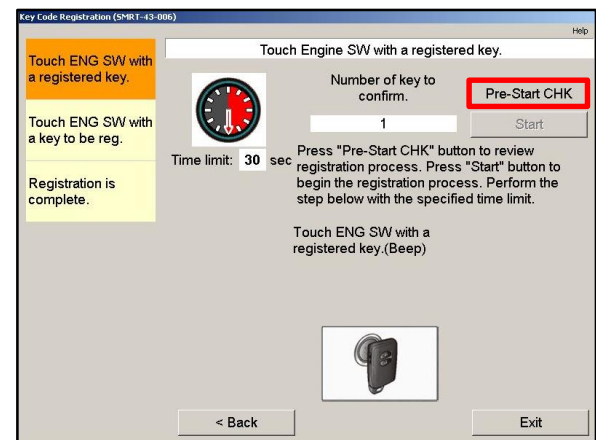 Key Code Registration (SMRT-43-006)
Help
Touch ENG SW with
a registered key.
Touch ENG SW with
a key to be reg.
Registration is
complete.
Touch Engine SW with a registered key.
Number of key to
confirm.
Pre-Start CHK
1
Start
Time limit: 30 sec
Press "Pre-Start CHK" button to review
registration process. Press "Start" button to
begin the registration process. Perform the
step below with the specified time limit.
Touch ENG SW with a
registered key.(Beep)
< Back
Exit